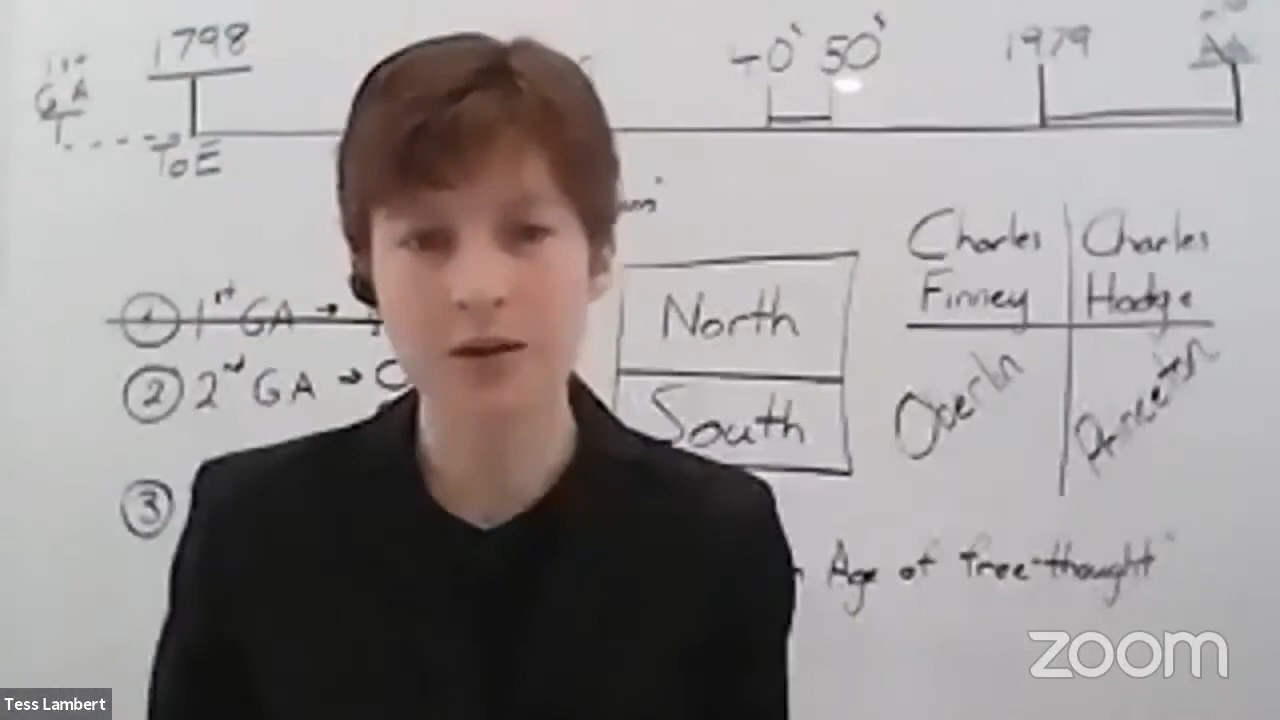 1798
40's 50's
1979
1st
GA
ToE
Charles Finney
Charles Hodge
① 1st GA →
North
② 2nd GA →
South
Oberlin
Princeton
③
Age of Free-thought"
zoom
Tess Lambert